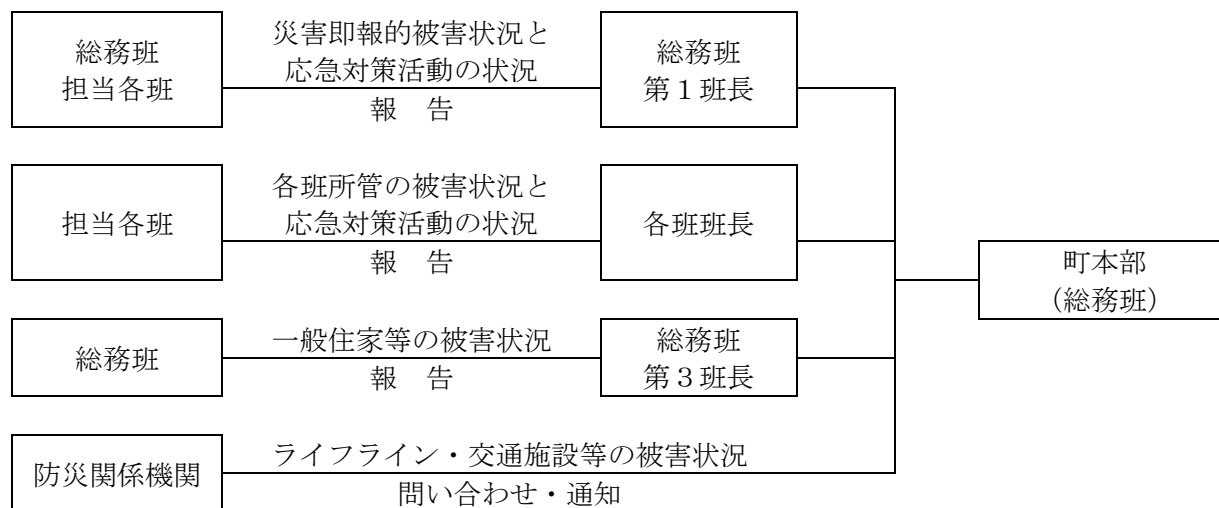 総務班
担当各班
災害即報的被害状況と
応急対策活動の状況
報　告
総務班
第１班長
担当各班
各班所管の被害状況と
応急対策活動の状況
報　告
各班班長
町本部
（総務班）
総務班
一般住家等の被害状況
報　告
総務班
第３班長
防災関係機関
ライフライン・交通施設等の被害状況
問い合わせ・通知